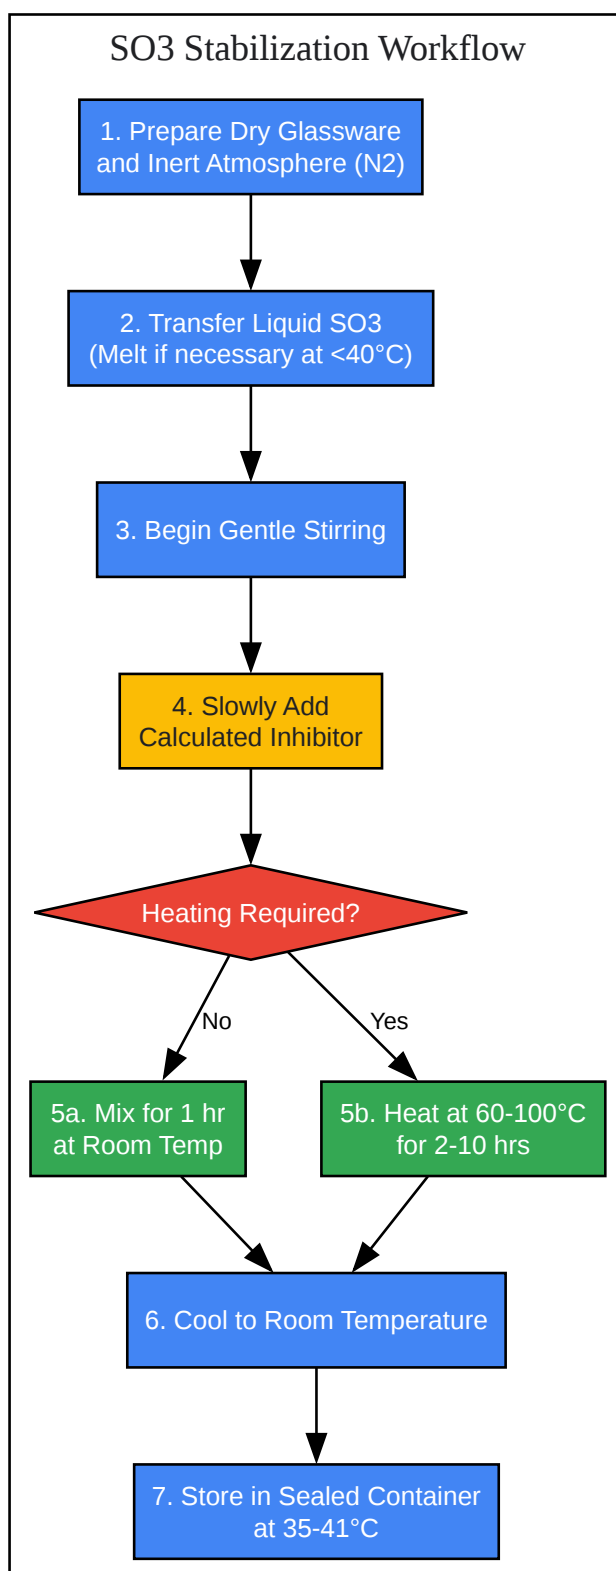 SO3 Stabilization Workflow
1. Prepare Dry Glassware
and Inert Atmosphere (N2)
2. Transfer Liquid SO3
(Melt if necessary at <40°C)
3. Begin Gentle Stirring
4. Slowly Add
Calculated Inhibitor
Heating Required?
No
Yes
5a. Mix for 1 hr
at Room Temp
5b. Heat at 60-100°C
for 2-10 hrs
6. Cool to Room Temperature
7. Store in Sealed Container
at 35-41°C